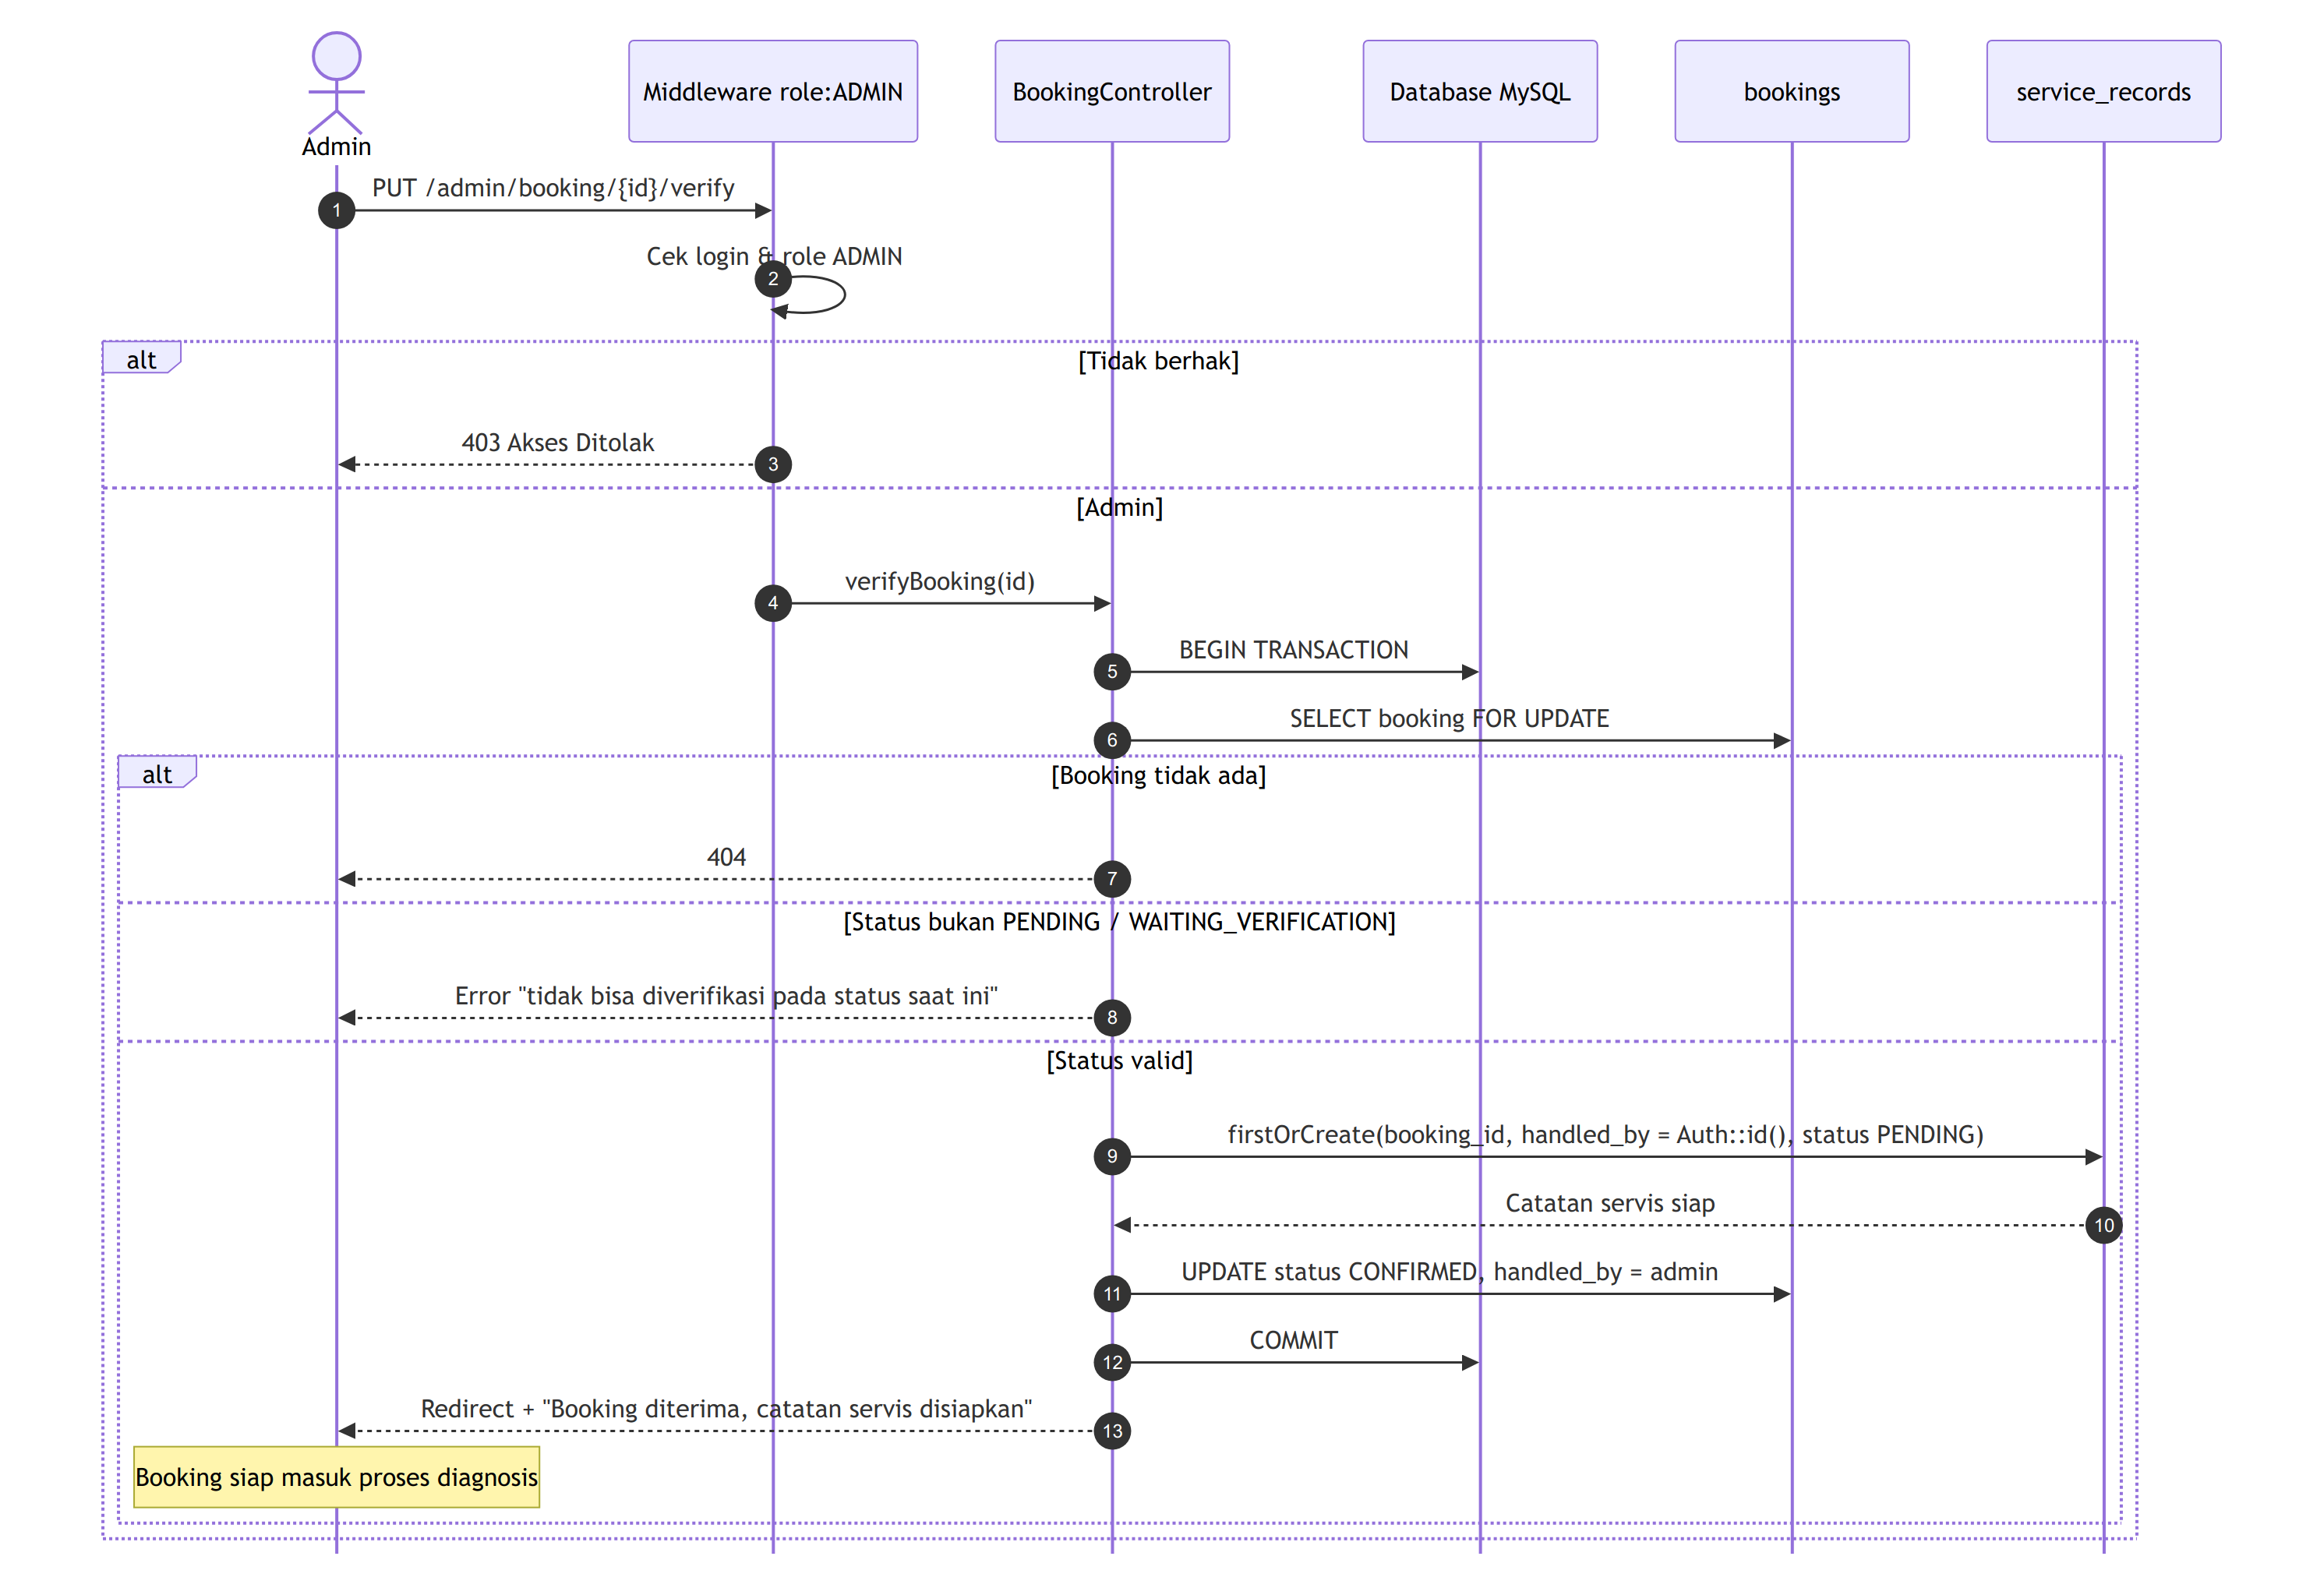 Admin
Middleware role:ADMIN
BookingController
Database MySQL
bookings
service_records
PUT /admin/booking/{id}/verify
1
Cek login & role ADMIN
2
alt
[Tidak berhak]
403 Akses Ditolak
3
[Admin]
verifyBooking(id)
4
BEGIN TRANSACTION
5
SELECT booking FOR UPDATE
6
alt
[Booking tidak ada]
404
7
[Status bukan PENDING / WAITING_VERIFICATION]
Error "tidak bisa diverifikasi pada status saat ini"
8
[Status valid]
firstOrCreate(booking_id, handled_by = Auth::id(), status PENDING)
9
Catatan servis siap
10
UPDATE status CONFIRMED, handled_by = admin
11
COMMIT
12
Redirect + "Booking diterima, catatan servis disiapkan"
13
Booking siap masuk proses diagnosis